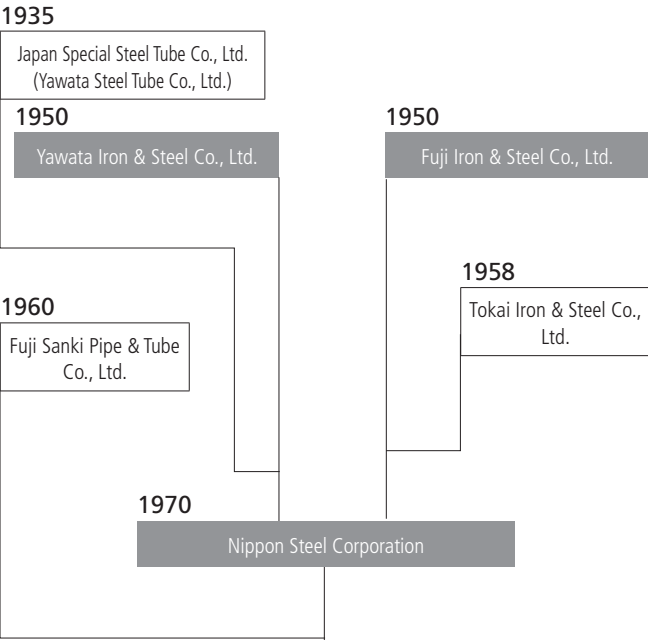 1935
Japan Special Steel Tube Co., Ltd.
(Yawata Steel Tube Co., Ltd.)
1950
Yawata Iron & Steel Co., Ltd.
1950
Fuji Iron & Steel Co., Ltd.
1958
Tokai Iron & Steel Co.,
Ltd.
1960
Fuji Sanki Pipe & Tube
Co., Ltd.
1970
Nippon Steel Corporation